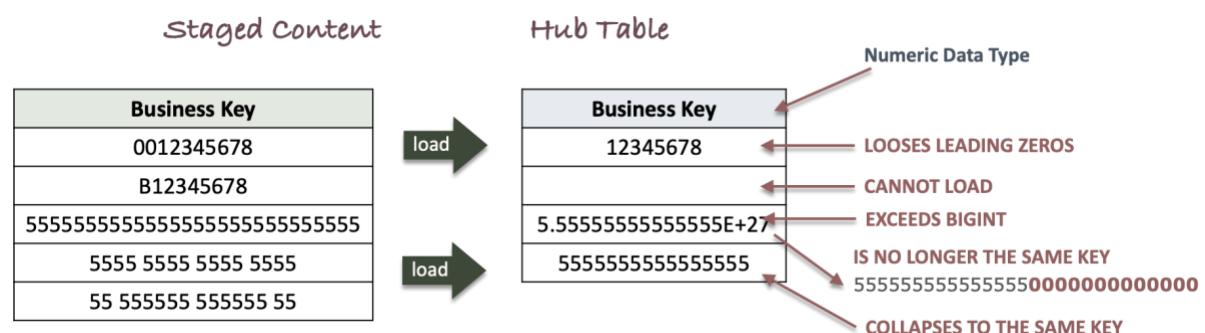 Staged Content
Hub Table
Numeric Data Type
Business Key
Business Key
0012345678
load
12345678
LOOSES LEADING ZEROS
B12345678
CANNOT LOAD
5555555555555555555555555555
5.55555555555555E+27
EXCEEDS BIGINT
IS NO LONGER THE SAME KEY
5555555555555550000000000000
5555 5555 5555 5555
load
5555555555555555
55 555555 555555 55
COLLAPSES TO THE SAME KEY